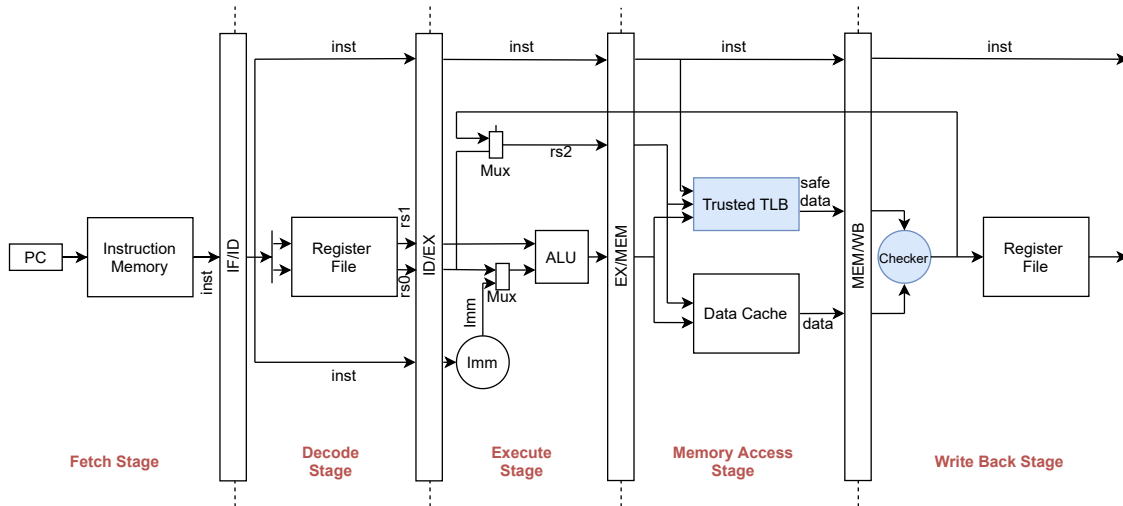 inst
inst
inst
inst
rs2
Mux
Trusted TLB
safe
data
PC
Instruction
Memory
inst
IF/ID
Register
File
rs1
rs0
ID/EX
ALU
Mux
Imm
Imm
inst
EX/MEM
Data Cache
data
MEM/WB
Checker
Register
File
Fetch Stage
Decode
Stage
Execute
Stage
Memory Access
Stage
Write Back Stage